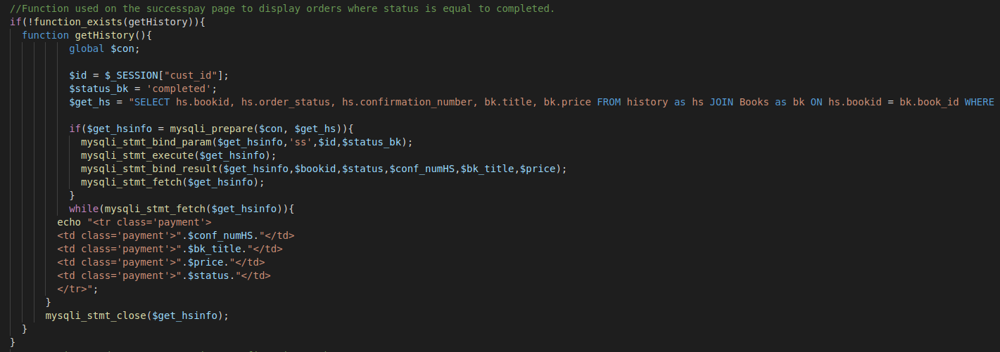 //Function used on the successpay page to display orders where status is equal to completed.
if(!function_exists(getHistory)){
function getHistory(){
global $con;
$id = $_SESSION["cust_id"];
$status_bk = 'completed';
$get_hs = "SELECT hs.bookid, hs.order_status, hs.confirmation_number, bk.title, bk.price FROM history as hs JOIN Books as bk ON hs.bookid = bk.book_id WHERE
if($get_hsinfo = mysqli_prepare($con, $get_hs)){
mysqli_stmt_bind_param($get_hsinfo,'ss',$id,$status_bk);
mysqli_stmt_execute($get_hsinfo);
mysqli_stmt_bind_result($get_hsinfo,$bookid,$status,$conf_numHS,$bk_title,$price);
mysqli_stmt_fetch($get_hsinfo);
}
while(mysqli_stmt_fetch($get_hsinfo)){
echo "<tr class='payment'>
<td class='payment'>".$conf_numHS."</td>
<td class='payment'>".$bk_title."</td>
<td class='payment'>".$price."</td>
<td class='payment'>".$status."</td>
</tr>";
}
mysqli_stmt_close($get_hsinfo);
}
}